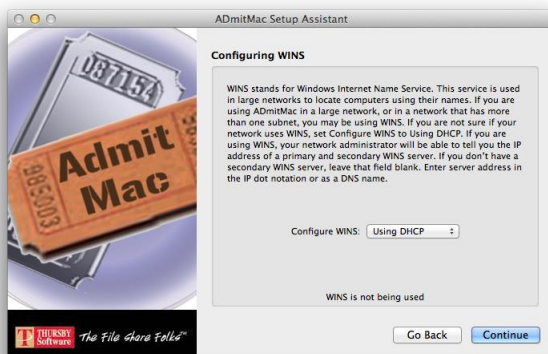 ADmitMac Setup Assistant
Configuring WINS
WINS stands for Windows Internet Name Service. This service is used
in large networks to locate computers using their names. If you are
using ADmitMac in a large network, or in a network that has more
than one subnet, you may be using WINS. If you are not sure if your
network uses WINS, set Configure WINS to Using DHCP. If you are
using WINS, your network administrator will be able to tell you the IP
address of a primary and secondary WINS server. If you don't have a
secondary WINS server, leave that field blank. Enter server address in
the IP dot notation or as a DNS name.
Configure WINS: Using DHCP
WINS is not being used
Go Back
Continue
087154
985003
Admit
Mac
THURSBY
Software
The File Share Folks